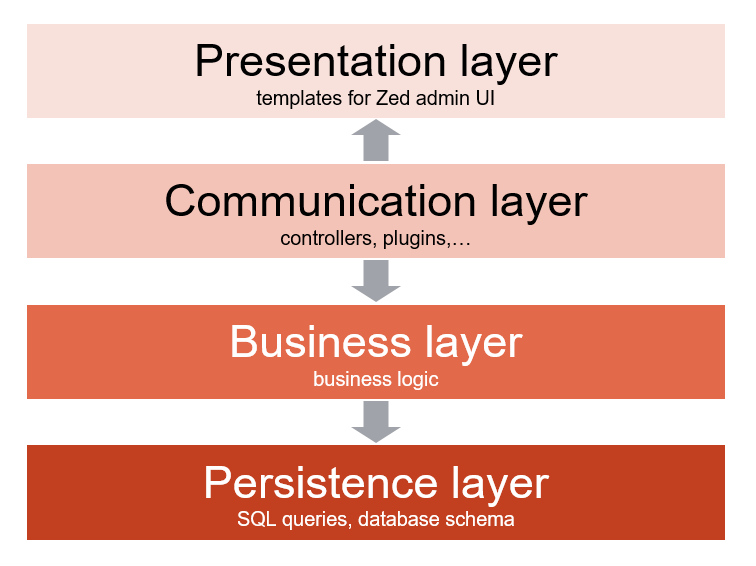 Presentation layer
templates for Zed admin UI
Communication layer
controllers, plugins,…
Business layer
business logic
Persistence layer
SQL queries, database schema